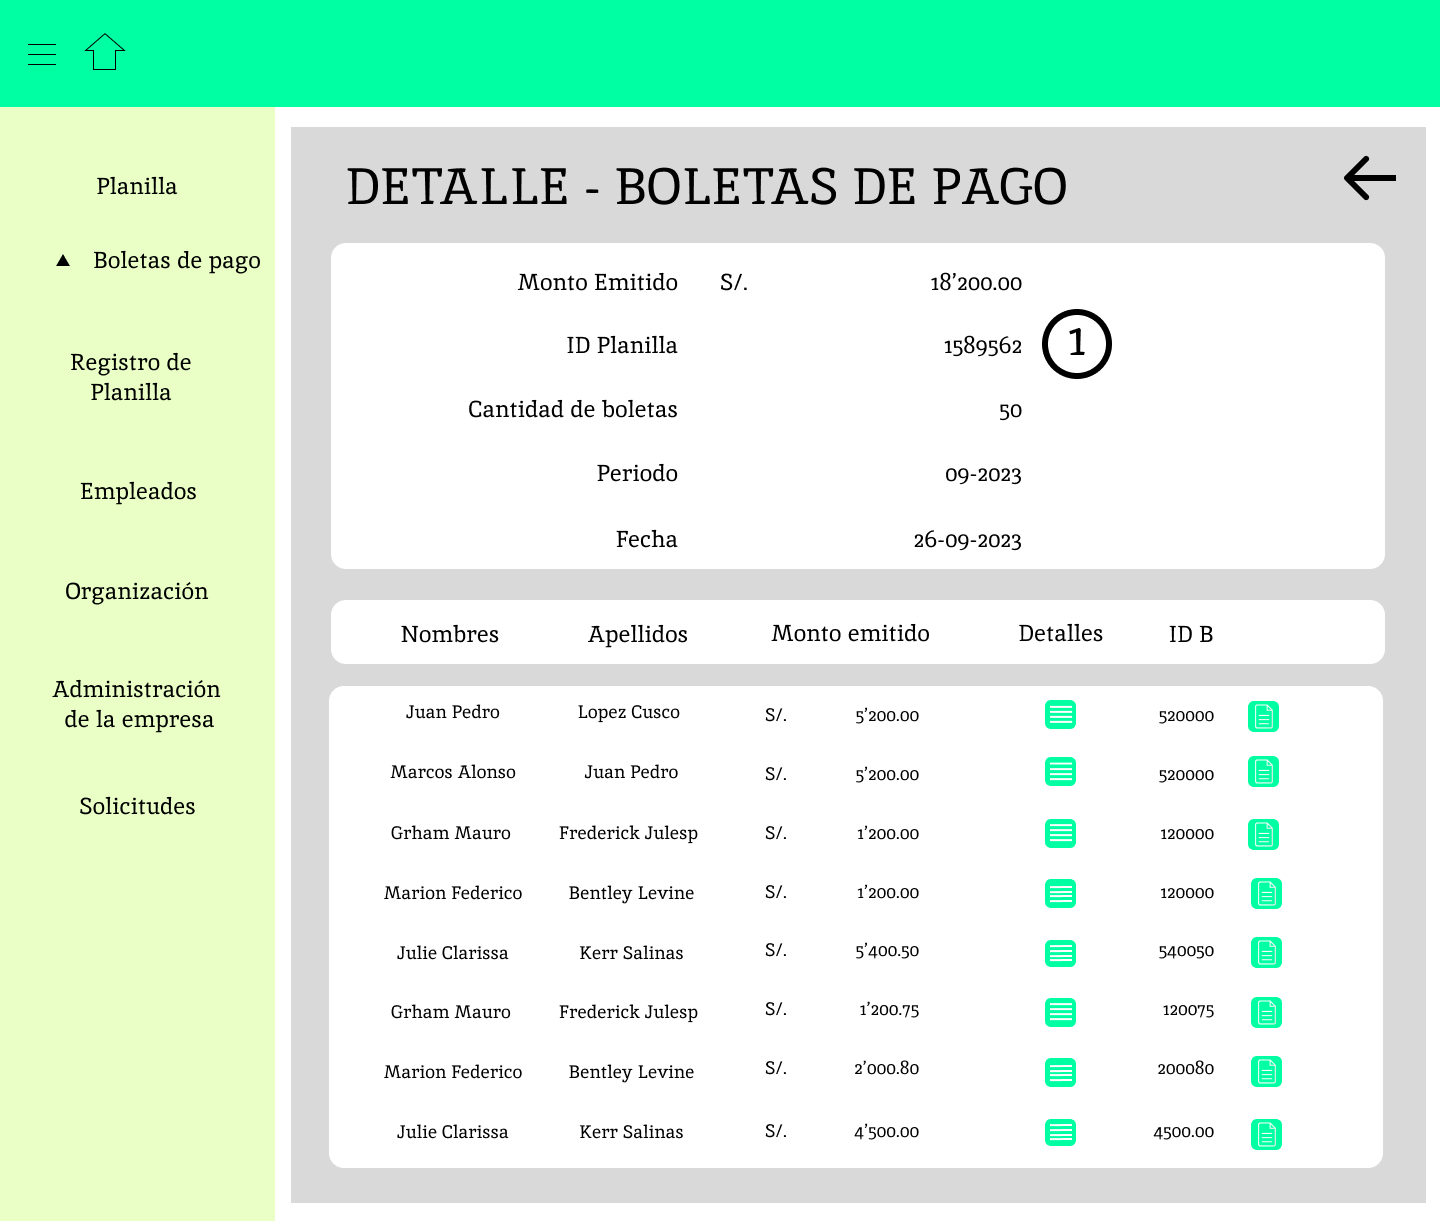 Planilla
Boletas de pago
Registro de
Planilla
Empleados
Organización
Administración
de la empresa
Solicitudes
DETALLE - BOLETAS DE PAGO
Monto Emitido S/. 18’200.00
ID Planilla 1589562 1
Cantidad de boletas 50
Periodo 09-2023
Fecha 26-09-2023
Nombres Apellidos Monto emitido Detalles ID B
Juan Pedro Lopez Cusco S/. 5’200.00 520000
Marcos Alonso Juan Pedro S/. 5’200.00 520000
Grham Mauro Frederick Julesp S/. 1’200.00 120000
Marion Federico Bentley Levine S/. 1’200.00 120000
Julie Clarissa Kerr Salinas S/. 5’400.50 540050
Grham Mauro Frederick Julesp S/. 1’200.75 120075
Marion Federico Bentley Levine S/. 2’000.80 200080
Julie Clarissa Kerr Salinas S/. 4’500.00 4500.00